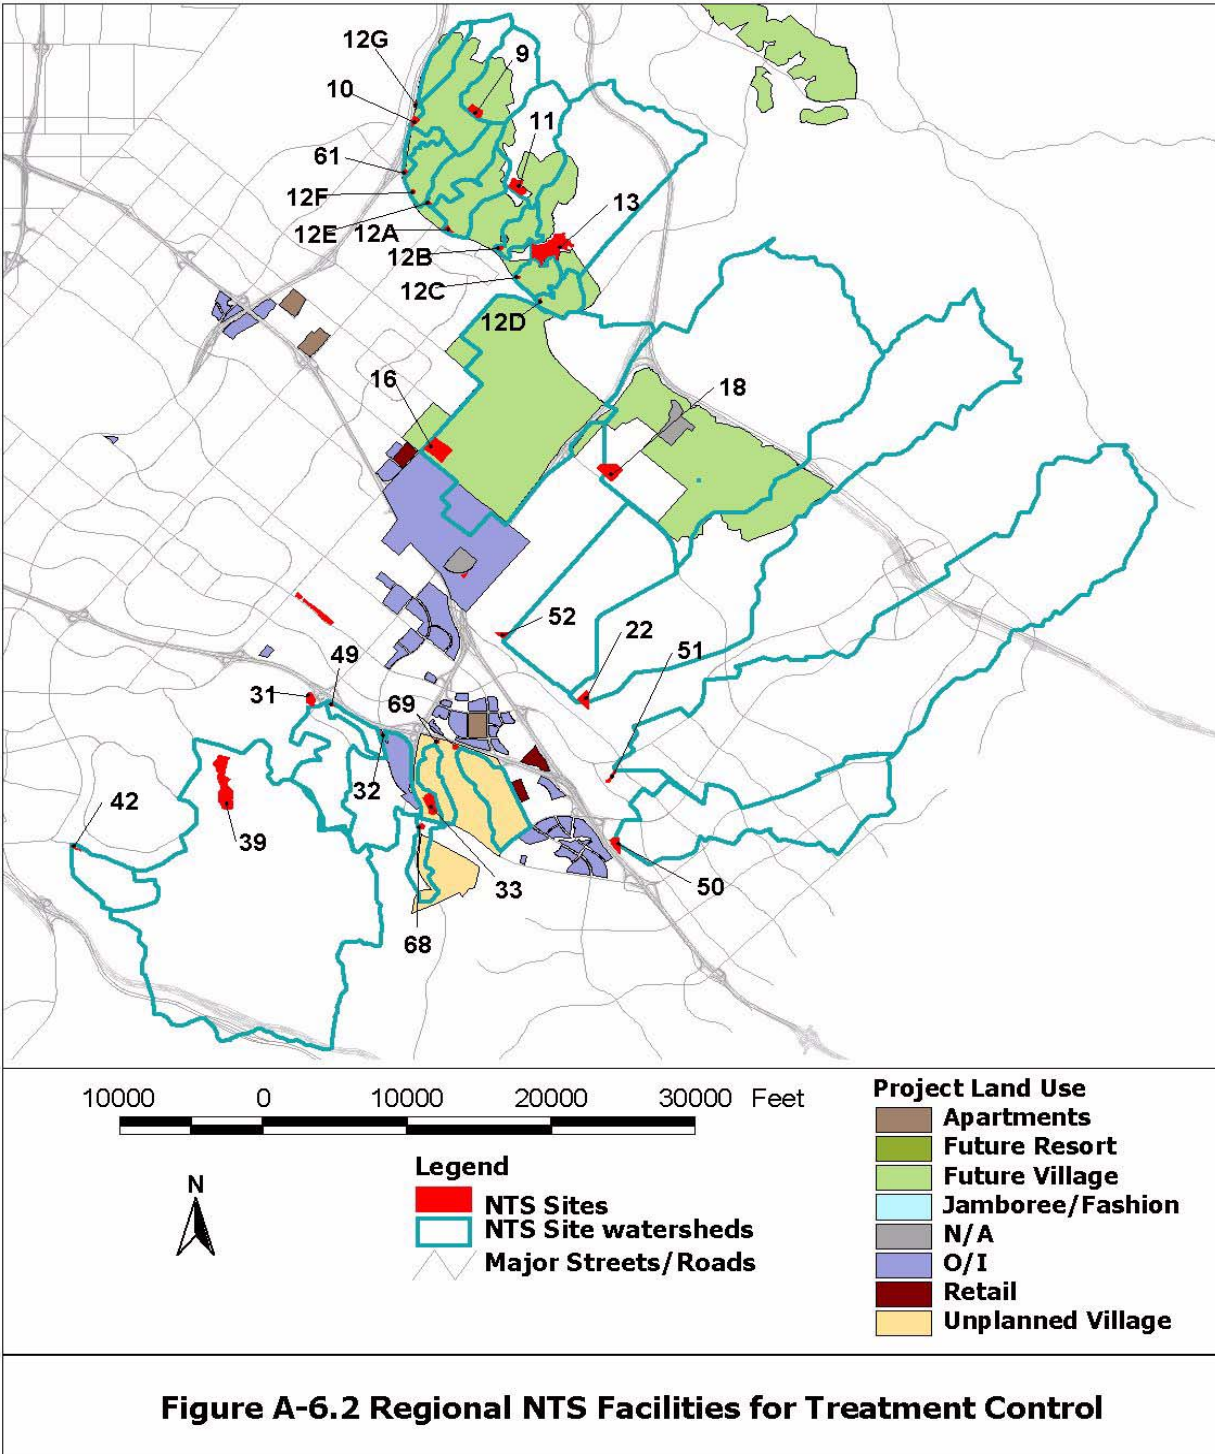 12G
9
10
11
61
12F
13
12E
12A
12B
12C
12D
16
18
52
22
51
49
31
69
32
42
39
33
50
68
10000 0 10000 20000 30000 Feet
N
Legend
NTS Sites
NTS Site watersheds
Major Streets/Roads
Project Land Use
Apartments
Future Resort
Future Village
Jamboree/Fashion
N/A
O/I
Retail
Unplanned Village
Figure A-6.2 Regional NTS Facilities for Treatment Control